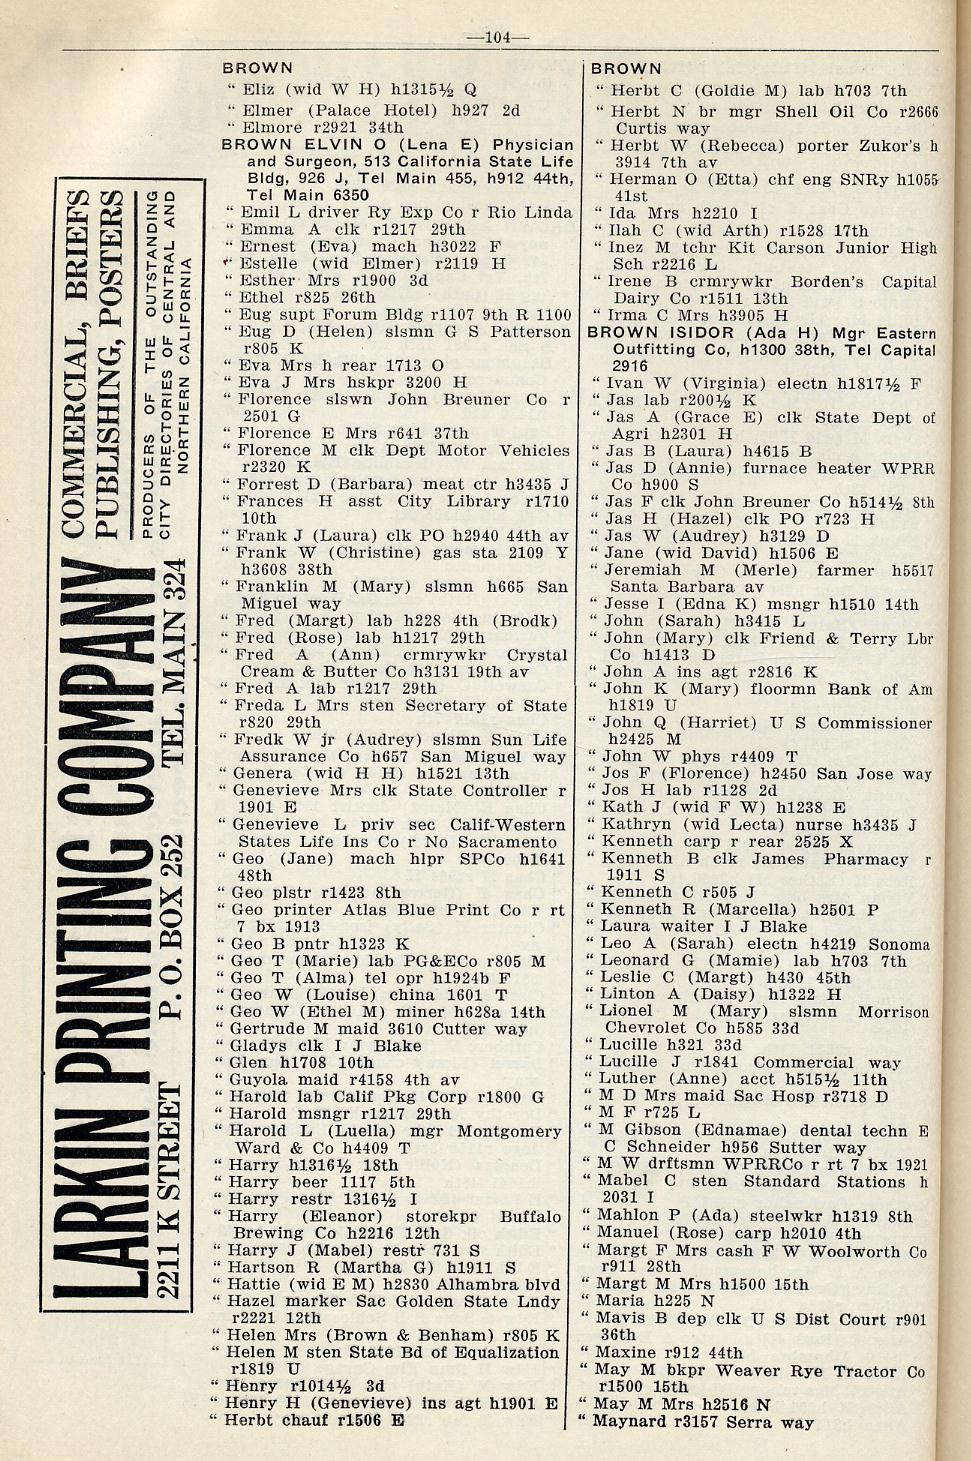 —104—
LARKIN PRINTING COMPANY
2211 K STREET P. O. BOX 252 TEL. MAIN 324
COMMERCIAL, BRIEFS
PUBLISHING, POSTERS
PRODUCERS OF THE OUTSTANDING
CITY DIRECTORIES OF CENTRAL AND
NORTHERN CALIFORNIA
BROWN
“ Eliz (wid W H) h1315½ Q
“ Elmer (Palace Hotel) h927 2d
“ Elmore r2921 34th
BROWN ELVIN O (Lena E) Physician
and Surgeon, 513 California State Life
Bldg, 926 J, Tel Main 455, h912 44th,
Tel Main 6350
“ Emil L driver Ry Exp Co r Rio Linda
“ Emma A clk r1217 29th
“ Ernest (Eva) mach h3022 F
“ Estelle (wid Elmer) r2119 H
“ Esther Mrs r1900 3d
“ Ethel r825 26th
“ Eug supt Forum Bldg r1107 9th R 1100
“ Eug D (Helen) slsmn G S Patterson
r805 K
“ Eva Mrs h rear 1713 O
“ Eva J Mrs hskpr 3200 H
“ Florence slswn John Breuner Co r
2501 G
“ Florence E Mrs r641 37th
“ Florence M clk Dept Motor Vehicles
r2320 K
“ Forrest D (Barbara) meat ctr h3435 J
“ Frances H asst City Library r1710
10th
“ Frank J (Laura) clk PO h2940 44th av
“ Frank W (Christine) gas sta 2109 Y
h3608 38th
“ Franklin M (Mary) slsmn h665 San
Miguel way
“ Fred (Margt) lab h228 4th (Brodk)
“ Fred (Rose) lab h1217 29th
“ Fred A (Ann) crmrywkr Crystal
Cream & Butter Co h3131 19th av
“ Fred A lab r1217 29th
“ Freda L Mrs sten Secretary of State
r820 29th
“ Fredk W jr (Audrey) slsmn Sun Life
Assurance Co h657 San Miguel way
“ Genera (wid H H) h1521 13th
“ Genevieve Mrs clk State Controller r
1901 E
“ Genevieve L priv sec Calif-Western
States Life Ins Co r No Sacramento
“ Geo (Jane) mach hlpr SPCo h1641
48th
“ Geo plstr r1423 8th
“ Geo printer Atlas Blue Print Co r rt
7 bx 1913
“ Geo B pntr h1323 K
“ Geo T (Marie) lab PG&ECo r805 M
“ Geo T (Alma) tel opr h1924b F
“ Geo W (Louise) china 1601 T
“ Geo W (Ethel M) miner h628a 14th
“ Gertrude M maid 3610 Cutter way
“ Gladys clk I J Blake
“ Glen h1708 10th
“ Guyola maid r4158 4th av
“ Harold lab Calif Pkg Corp r1800 G
“ Harold msngr r1217 29th
“ Harold L (Luella) mgr Montgomery
Ward & Co h4409 T
“ Harry h1316½ 18th
“ Harry beer 1117 5th
“ Harry restr 1316½ I
“ Harry (Eleanor) storekpr Buffalo
Brewing Co h2216 12th
“ Harry J (Mabel) restr 731 S
“ Hartson R (Martha G) h1911 S
“ Hattie (wid E M) h2830 Alhambra blvd
“ Hazel marker Sac Golden State Lndy
r2221 12th
“ Helen Mrs (Brown & Benham) r805 K
“ Helen M sten State Bd of Equalization
r1819 U
“ Henry r1014½ 3d
“ Henry H (Genevieve) ins agt h1901 E
“ Herbt chauf r1506 E
BROWN
“ Herbt C (Goldie M) lab h703 7th
“ Herbt N br mgr Shell Oil Co r2666
Curtis way
“ Herbt W (Rebecca) porter Zukor's h
3914 7th av
“ Herman O (Etta) chf eng SNRy h1055
41st
“ Ida Mrs h2210 I
“ Ilah C (wid Arth) r1528 17th
“ Inez M tchr Kit Carson Junior High
Sch r2216 L
“ Irene B crmrywkr Borden's Capital
Dairy Co r1511 13th
“ Irma C Mrs h3905 H
BROWN ISIDOR (Ada H) Mgr Eastern
Outfitting Co, h1300 38th, Tel Capital
2916
“ Ivan W (Virginia) electn h1817½ F
“ Jas lab r200½ K
“ Jas A (Grace E) clk State Dept of
Agri h2301 H
“ Jas B (Laura) h4615 B
“ Jas D (Annie) furnace heater WPRR
Co h900 S
“ Jas F clk John Breuner Co h514½ 8th
“ Jas H (Hazel) clk PO r723 H
“ Jas W (Audrey) h3129 D
“ Jane (wid David) h1506 E
“ Jeremiah M (Merle) farmer h5517
Santa Barbara av
“ Jesse I (Edna K) msngr h1510 14th
“ John (Sarah) h3415 L
“ John (Mary) clk Friend & Terry Lbr
Co h1413 D
“ John A ins agt r2816 K
“ John K (Mary) floormn Bank of Am
h1819 U
“ John Q (Harriet) U S Commissioner
h2425 M
“ John W phys r4409 T
“ Jos F (Florence) h2450 San Jose way
“ Jos H lab r1128 2d
“ Kath J (wid F W) h1238 E
“ Kathryn (wid Lecta) nurse h3435 J
“ Kenneth carp r rear 2525 X
“ Kenneth B clk James Pharmacy r
1911 S
“ Kenneth C r505 J
“ Kenneth R (Marcella) h2501 P
“ Laura waiter I J Blake
“ Leo A (Sarah) electn h4219 Sonoma
“ Leonard G (Mamie) lab h703 7th
“ Leslie C (Margt) h430 45th
“ Linton A (Daisy) h1322 H
“ Lionel M (Mary) slsmn Morrison
Chevrolet Co h585 33d
“ Lucille h321 33d
“ Lucille J r1841 Commercial way
“ Luther (Anne) acct h515½ 11th
“ M D Mrs maid Sac Hosp r3718 D
“ M F r725 L
“ M Gibson (Ednamae) dental techn E
C Schneider h956 Sutter way
“ M W drftsmn WPRRCo r rt 7 bx 1921
“ Mabel C sten Standard Stations h
2031 I
“ Mahlon P (Ada) steelwkr h1319 8th
“ Manuel (Rose) carp h2010 4th
“ Margt F Mrs cash F W Woolworth Co
r911 28th
“ Margt M Mrs h1500 15th
“ Maria h225 N
“ Mavis B dep clk U S Dist Court r901
36th
“ Maxine r912 44th
“ May M bkpr Weaver Rye Tractor Co
r1500 15th
“ May M Mrs h2516 N
“ Maynard r3157 Serra way